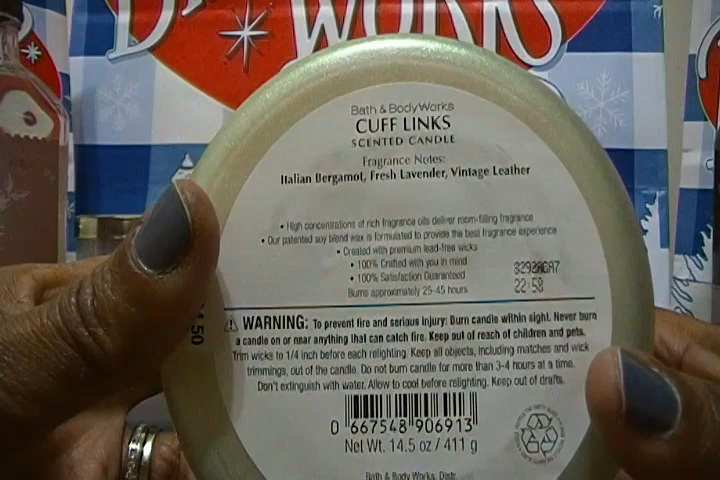 BATH WORKS
Bath & Body Works
CUFF LINKS
SCENTED CANDLE
Fragrance Notes:
Italian Bergamot, Fresh Lavender, Vintage Leather
• High concentrations of rich fragrance oils deliver room-filling fragrance
• Our patented soy blend wax is formulated to provide the best fragrance experience
• Created with premium lead-free wicks
• 100% Crafted with you in mind
• 100% Satisfaction Guaranteed
Burns approximately 25-45 hours
8292AGA7
22:58
.50
WARNING: To prevent fire and serious injury: Burn candle within sight. Never burn
a candle on or near anything that can catch fire. Keep out of reach of children and pets.
Trim wicks to 1/4 inch before each relighting. Keep all objects, including matches and wick
trimmings, out of the candle. Do not burn candle for more than 3-4 hours at a time.
Don't extinguish with water. Allow to cool before relighting. Keep out of drafts.
0 667548 906913
Net Wt. 14.5 oz / 411 g
Bath & Body Works, Distr.